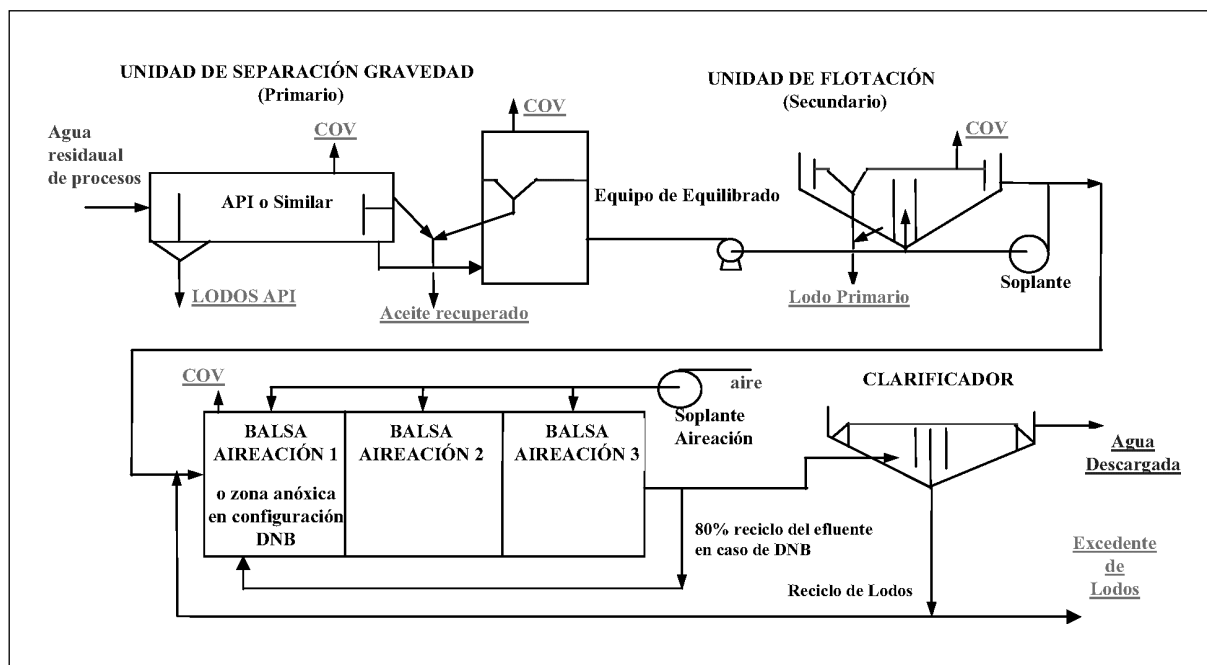 UNIDAD DE SEPARACIÓN GRAVEDAD
(Primario)
UNIDAD DE FLOTACIÓN
(Secundario)
Agua
residaual
de procesos
COV
COV
COV
API o Similar
Equipo de Equilibrado
LODOS API
Aceite recuperado
Lodo Primario
Soplante
COV
aire
Soplante
Aireación
CLARIFICADOR
BALSA
AIREACIÓN 1
o zona anóxica
en configuración
DNB
BALSA
AIREACIÓN 2
BALSA
AIREACIÓN 3
Agua
Descargada
80% reciclo del efluente
en caso de DNB
Reciclo de Lodos
Excedente
de
Lodos